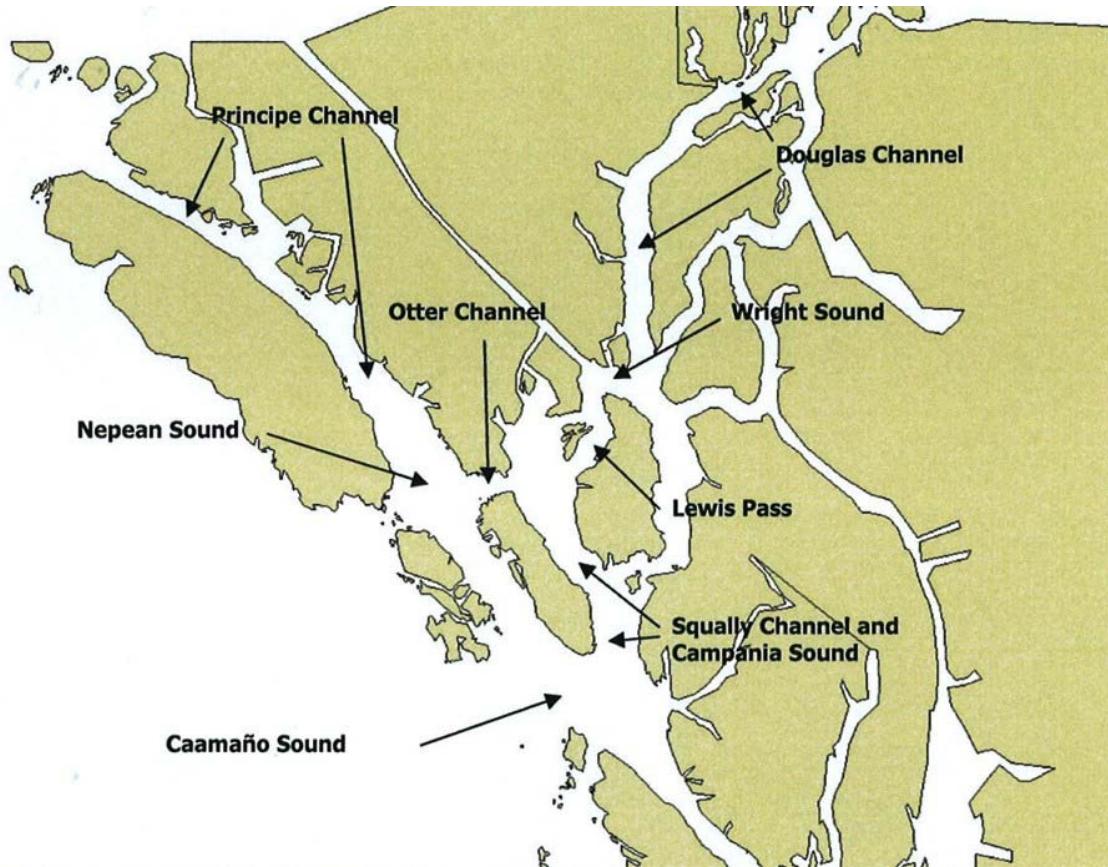 Principe Channel
Douglas Channel
Otter Channel
Wright Sound
Nepean Sound
Lewis Pass
Squally Channel and
Campania Sound
Caamaño Sound